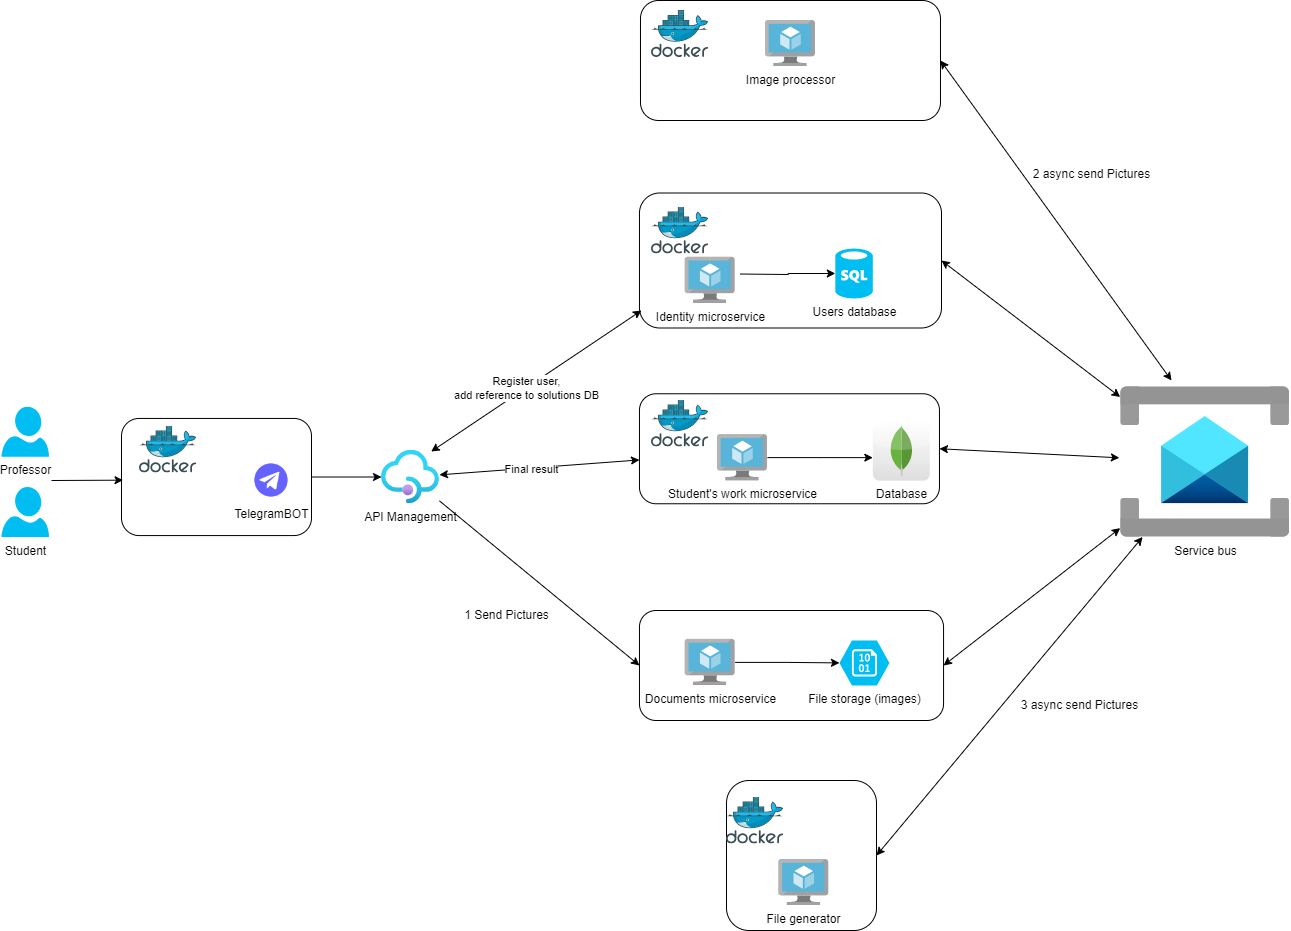 docker
Image processor
2 async send Pictures
docker
Identity microservice
SQL
Users database
Register user,
add reference to solutions DB
docker
Student's work microservice
Database
Final result
Professor
Student
docker
TelegramBOT
API Management
Service bus
1 Send Pictures
Documents microservice
10
01
File storage (images)
3 async send Pictures
docker
File generator